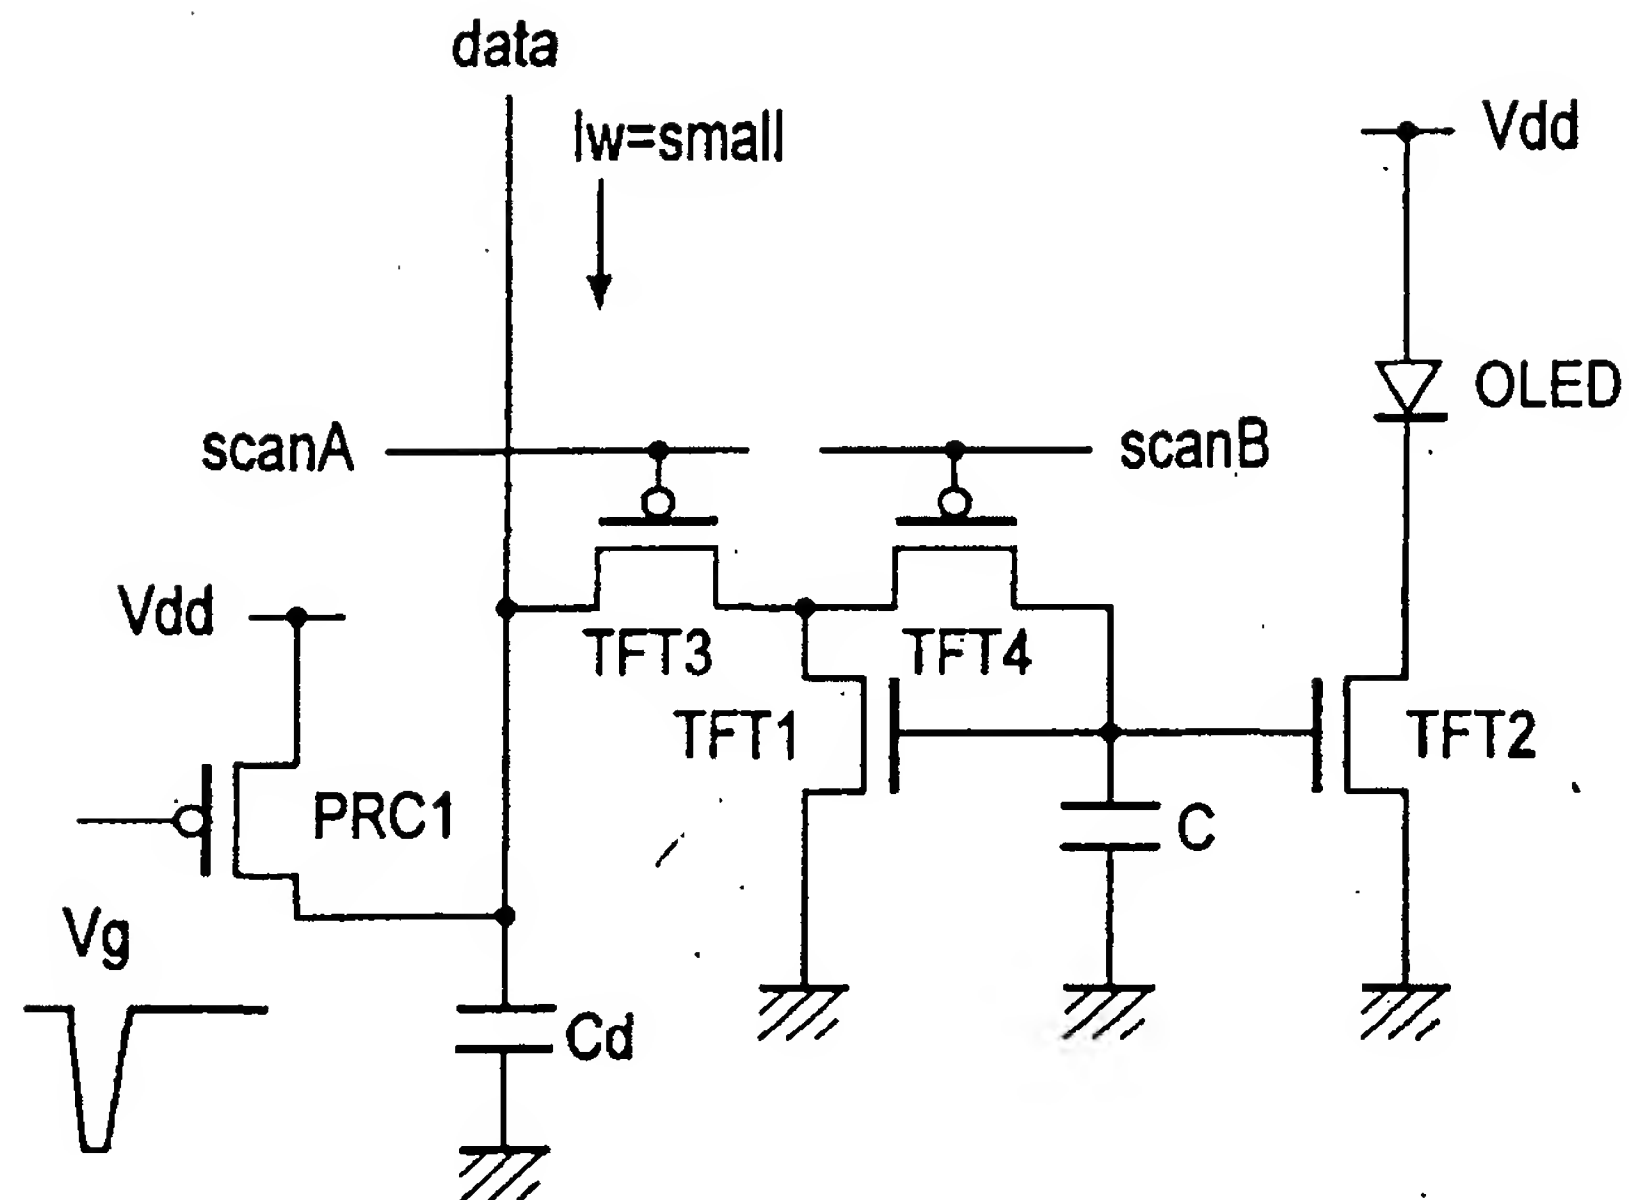 data
Iw=small
Vdd
OLED
scanA
scanB
Vdd
TFT3
TFT4
TFT1
TFT2
PRC1
C
Vg
Cd